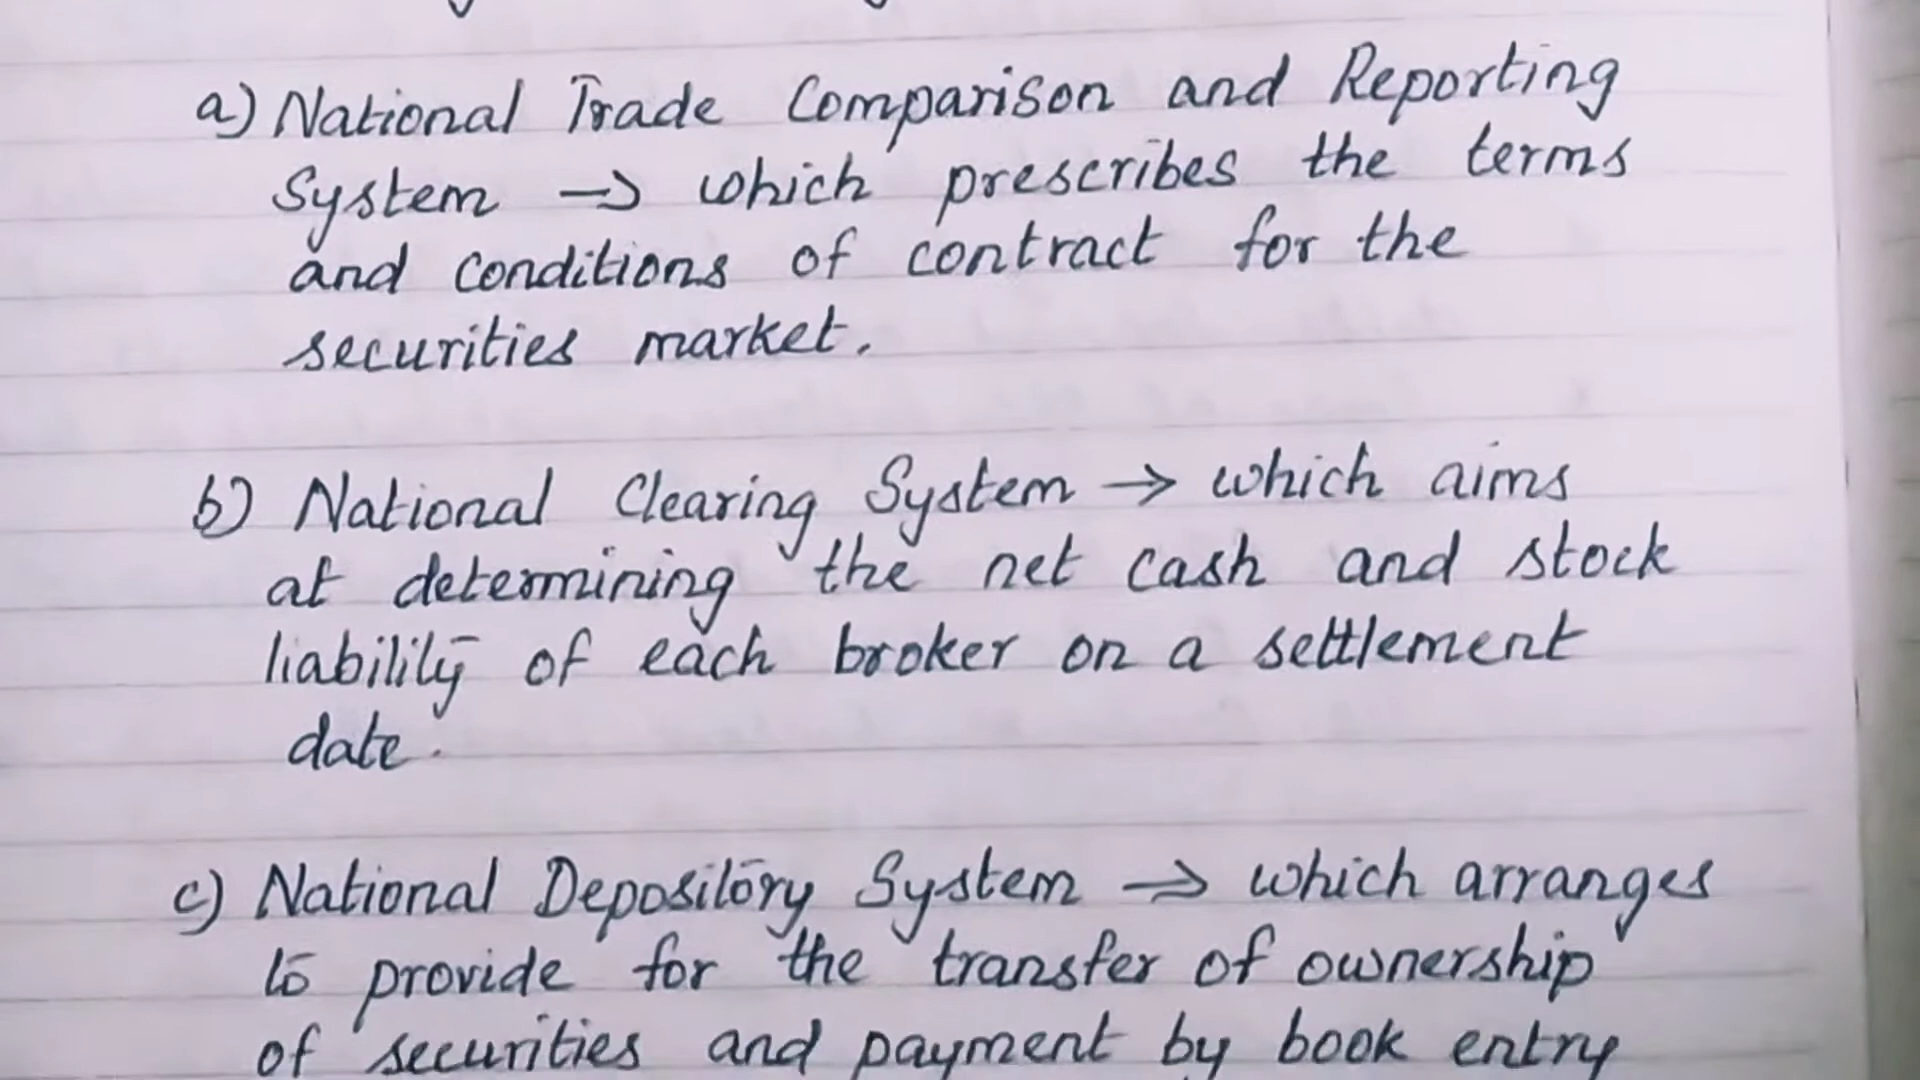 a) National Trade Comparison and Reporting
System → which prescribes the terms
and conditions of contract for the
securities market.
b) National Clearing System → which aims
at determining the net cash and stock
liability of each broker on a settlement
date.
c) National Depository System → which arranges
to provide for the transfer of ownership
of securities and payment by book entry